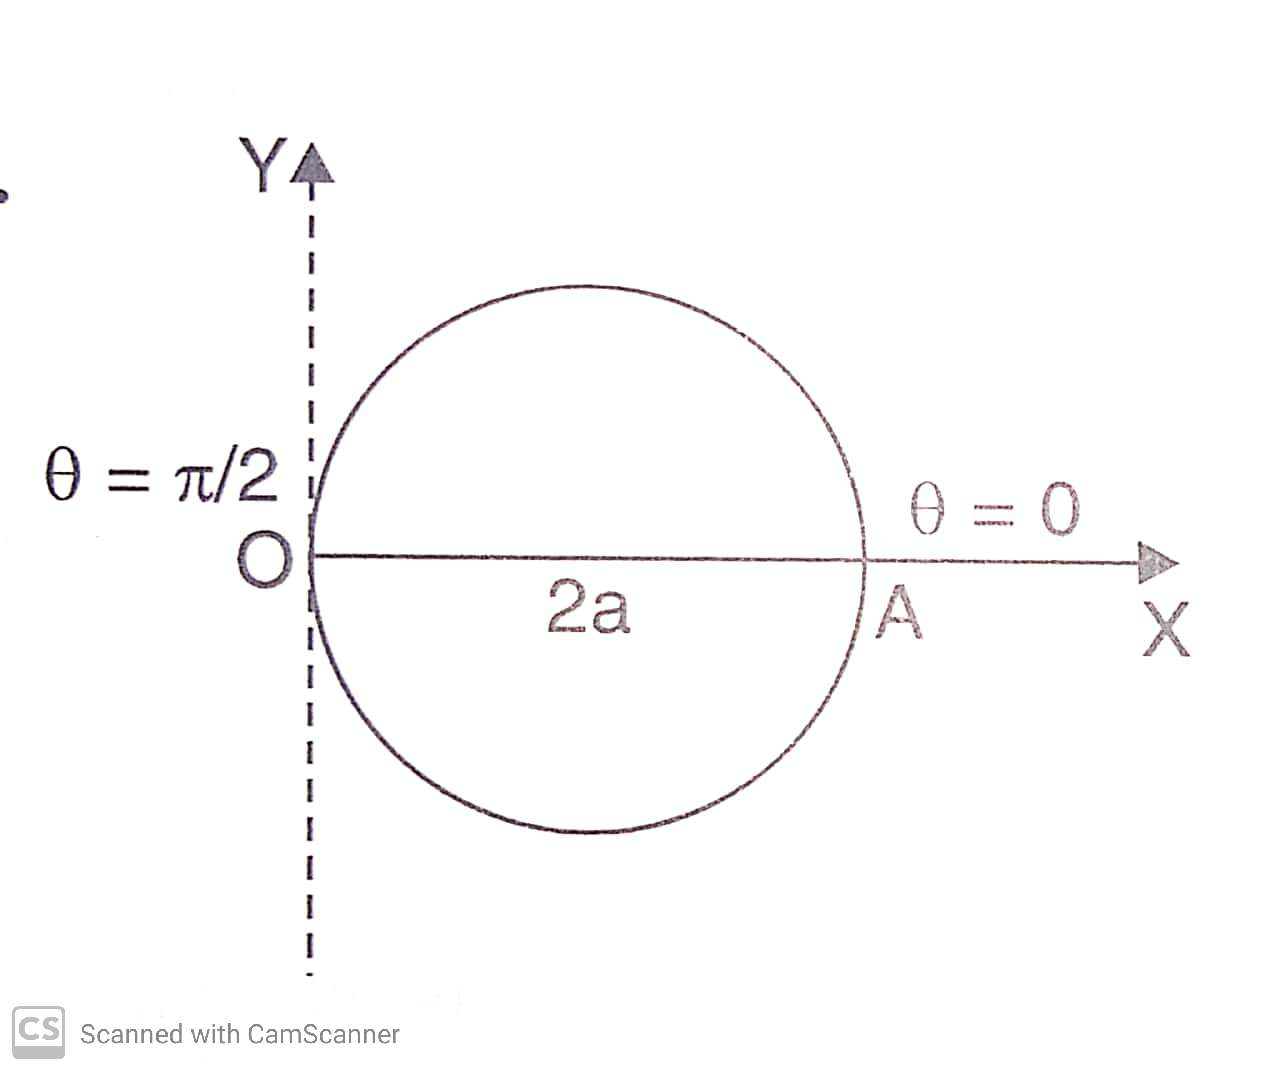 Y
θ = π/2
θ = 0
O
2a
A
X
CS Scanned with CamScanner